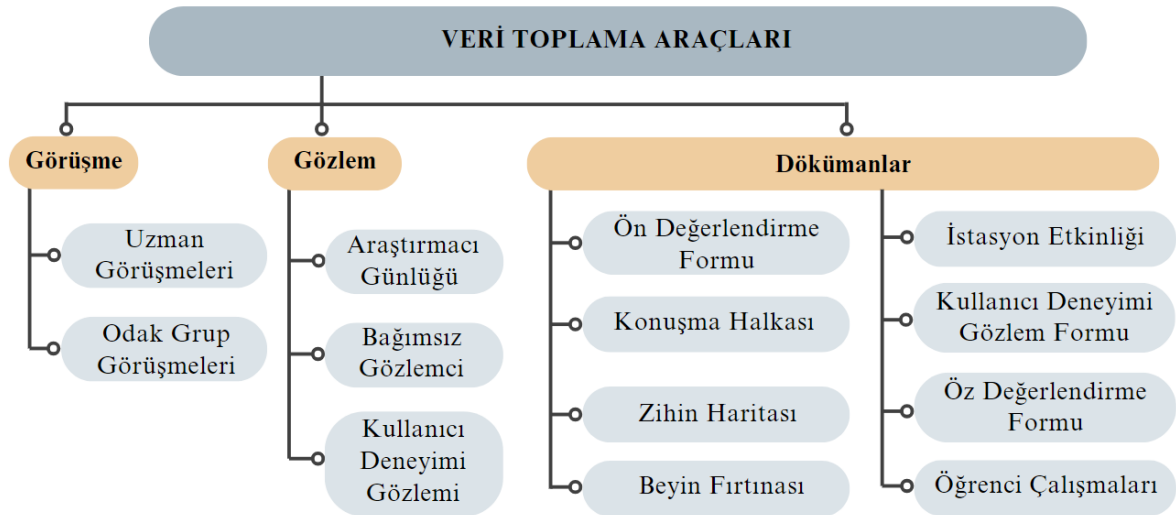 VERİ TOPLAMA ARAÇLARI
Görüşme
Uzman
Görüşmeleri
Odak Grup
Görüşmeleri
Gözlem
Araştırmacı
Günlüğü
Bağımsız
Gözlemci
Kullanıcı
Deneyimi
Gözlemi
Dökümanlar
Ön Değerlendirme
Formu
Konuşma Halkası
Zihin Haritası
Beyin Fırtınası
İstasyon Etkinliği
Kullanıcı Deneyimi
Gözlem Formu
Öz Değerlendirme
Formu
Öğrenci Çalışmaları